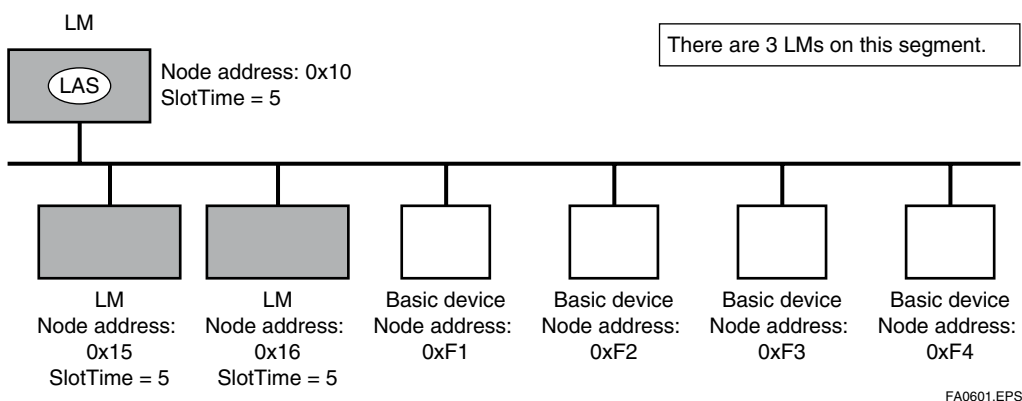 LM
There are 3 LMs on this segment.
LAS
Node address: 0x10
SlotTime = 5
LM
Node address:
0x15
SlotTime = 5
LM
Node address:
0x16
SlotTime = 5
Basic device
Node address:
0xF1
Basic device
Node address:
0xF2
Basic device
Node address:
0xF3
Basic device
Node address:
0xF4
FA0601.EPS